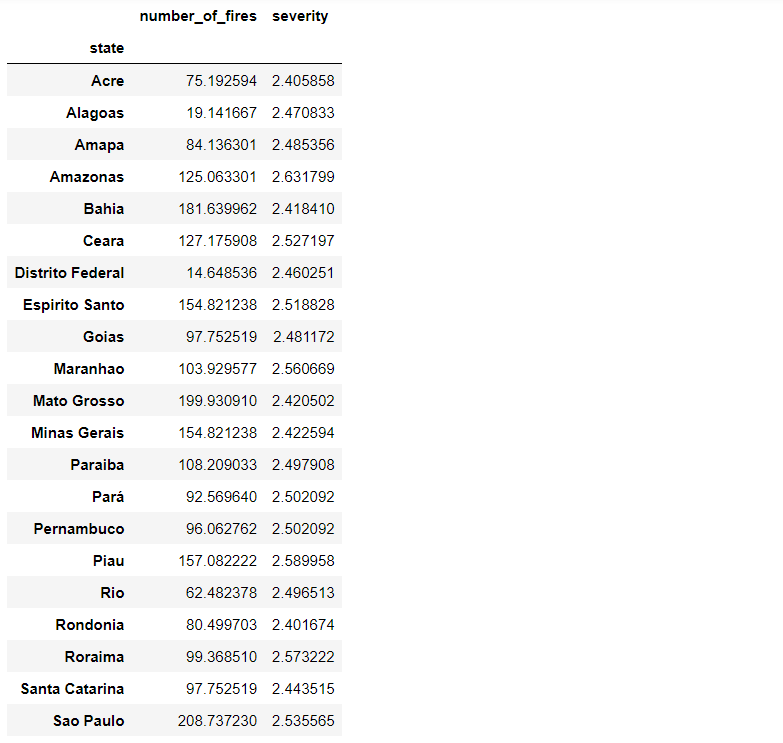 number_of_fires severity
state
Acre 75.192594 2.405858
Alagoas 19.141667 2.470833
Amapa 84.136301 2.485356
Amazonas 125.063301 2.631799
Bahia 181.639962 2.418410
Ceara 127.175908 2.527197
Distrito Federal 14.648536 2.460251
Espirito Santo 154.821238 2.518828
Goias 97.752519 2.481172
Maranhao 103.929577 2.560669
Mato Grosso 199.930910 2.420502
Minas Gerais 154.821238 2.422594
Paraiba 108.209033 2.497908
Pará 92.569640 2.502092
Pernambuco 96.062762 2.502092
Piau 157.082222 2.589958
Rio 62.482378 2.496513
Rondonia 80.499703 2.401674
Roraima 99.368510 2.573222
Santa Catarina 97.752519 2.443515
Sao Paulo 208.737230 2.535565